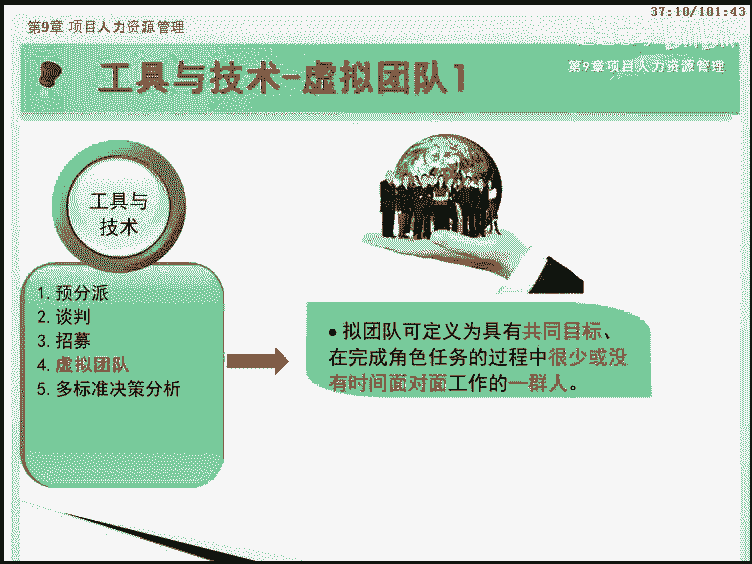 37:10/101:43
第9章 项目人力资源管理
工具与技术-虚拟团队1
第9章项目人力资源管理
工具与
技术
1. 预分派
2. 谈判
3. 招募
4. 虚拟团队
5. 多标准决策分析
• 拟团队可定义为具有共同目标、
在完成角色任务的过程中很少或没
有时间面对面工作的一群人。